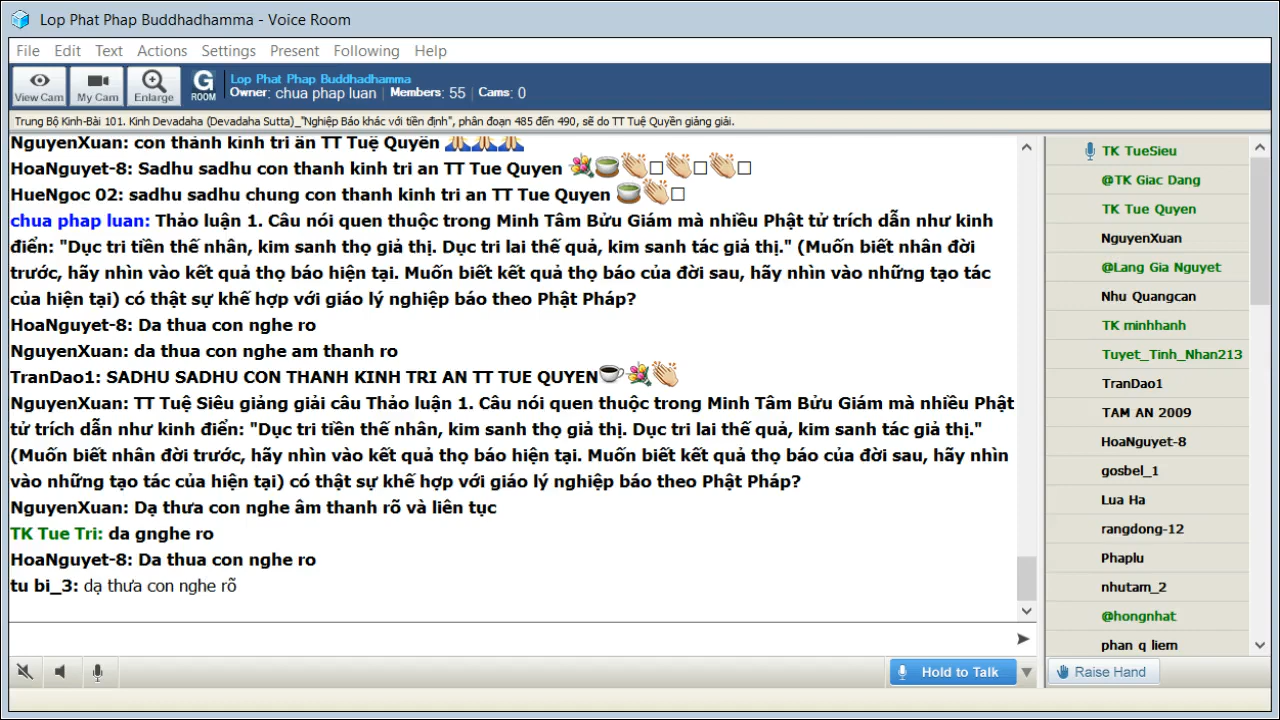 Lop Phat Phap Buddhadhamma - Voice Room
File Edit Text Actions Settings Present Following Help
View Cam My Cam Enlarge G ROOM
Lop Phat Phap Buddhadhamma
Owner: chua phap luan Members: 55 Cams: 0
Trung Bộ Kinh-Bài 101. Kinh Devadaha (Devadaha Sutta)_"Nghiệp Báo khác với tiền định", phân đoạn 485 đến 490, sẽ do TT Tuệ Quyền giảng giải.
NguyenXuan: con thành kính tri ân TT Tuệ Quyền 🙏🙏🙏
HoaNguyet-8: Sadhu sadhu con thanh kinh tri an TT Tue Quyen 💐🍵👏□👏□👏□
HueNgoc 02: sadhu sadhu chung con thanh kinh tri an TT Tue Quyen 🍵👏□
chua phap luan: Thảo luận 1. Câu nói quen thuộc trong Minh Tâm Bửu Giám mà nhiều Phật tử trích dẫn như kinh
điển: "Dục tri tiền thế nhân, kim sanh thọ giả thị. Dục tri lai thế quả, kim sanh tác giả thị." (Muốn biết nhân đời
trước, hãy nhìn vào kết quả thọ báo hiện tại. Muốn biết kết quả thọ báo của đời sau, hãy nhìn vào những tạo tác
của hiện tại) có thật sự khế hợp với giáo lý nghiệp báo theo Phật Pháp?
HoaNguyet-8: Da thua con nghe ro
NguyenXuan: da thua con nghe am thanh ro
TranDao1: SADHU SADHU CON THANH KINH TRI AN TT TUE QUYEN☕💐👏
NguyenXuan: TT Tuệ Siêu giảng giải câu Thảo luận 1. Câu nói quen thuộc trong Minh Tâm Bửu Giám mà nhiều Phật
tử trích dẫn như kinh điển: "Dục tri tiền thế nhân, kim sanh thọ giả thị. Dục tri lai thế quả, kim sanh tác giả thị."
(Muốn biết nhân đời trước, hãy nhìn vào kết quả thọ báo hiện tại. Muốn biết kết quả thọ báo của đời sau, hãy nhìn
vào những tạo tác của hiện tại) có thật sự khế hợp với giáo lý nghiệp báo theo Phật Pháp?
NguyenXuan: Dạ thưa con nghe âm thanh rõ và liên tục
TK Tue Tri: da gnghe ro
HoaNguyet-8: Da thua con nghe ro
tu bi_3: dạ thưa con nghe rõ
TK TueSieu
@TK Giac Dang
TK Tue Quyen
NguyenXuan
@Lang Gia Nguyet
Nhu Quangcan
TK minhhanh
Tuyet_Tinh_Nhan213
TranDao1
TAM AN 2009
HoaNguyet-8
gosbel_1
Lua Ha
rangdong-12
Phaplu
nhutam_2
@hongnhat
phan q liem
Hold to Talk
Raise Hand